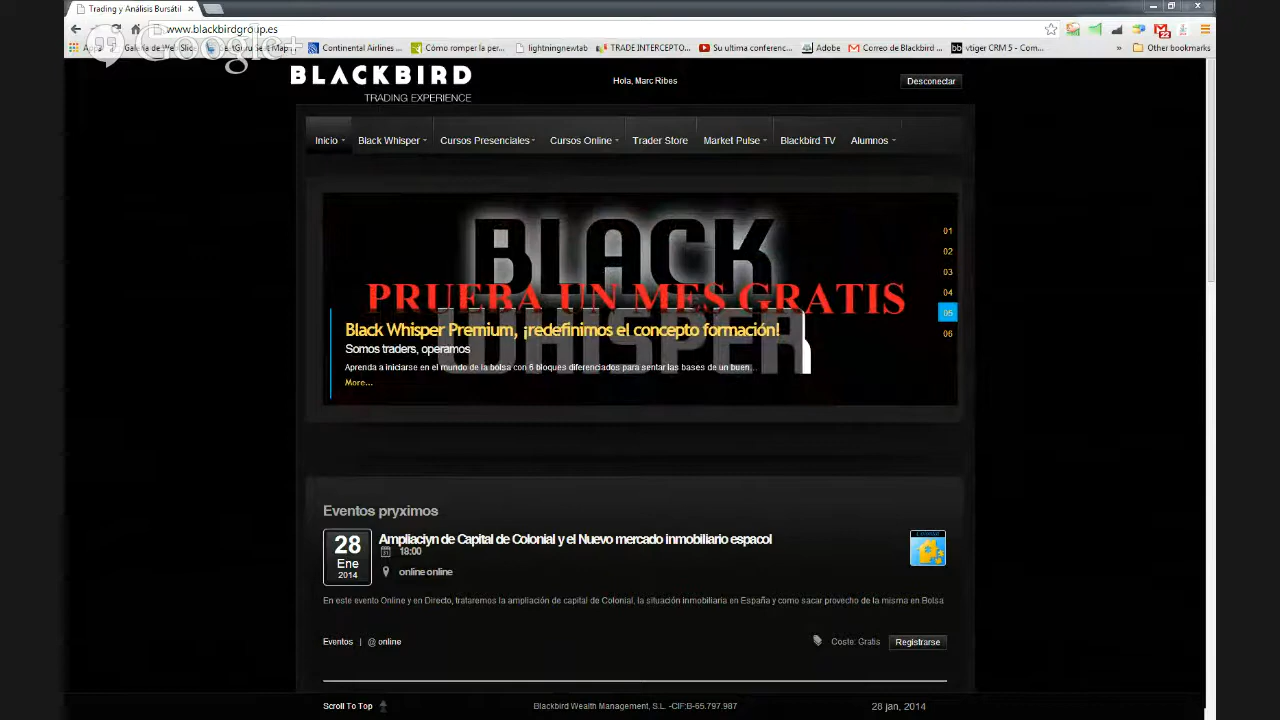 Trading y Análisis Bursátil
www.blackbirdgroup.es
Google+
Continental Airlines ...
Cómo romper la per...
lightningnewtab
TRADE INTERCEPTO...
Su ultima conferenc...
Adobe
Correo de Blackbird ...
vtiger CRM 5 - Com...
»
Other bookmarks
BLACKBIRD
TRADING EXPERIENCE
Hola, Marc Ribes
Desconectar
Inicio
Black Whisper
Cursos Presenciales
Cursos Online
Trader Store
Market Pulse
Blackbird TV
Alumnos
BLACK
WHISPER
PRUEBA UN MES GRATIS
Black Whisper Premium, ¡redefinimos el concepto formación!
Somos traders, operamos
Aprenda a iniciarse en el mundo de la bolsa con 6 bloques diferenciados para sentar las bases de un buen...
More...
01
02
03
04
05
06
Eventos pryximos
28
Ene
2014
Ampliaciyn de Capital de Colonial y el Nuevo mercado inmobiliario espacol
18:00
online online
En este evento Online y en Directo, trataremos la ampliación de capital de Colonial, la situación inmobiliaria en España y como sacar provecho de la misma en Bolsa
Eventos | @ online
Coste: Gratis
Registrarse
Scroll To Top
Blackbird Wealth Management, S.L. -CIF:B-65.797.987
28 jan, 2014